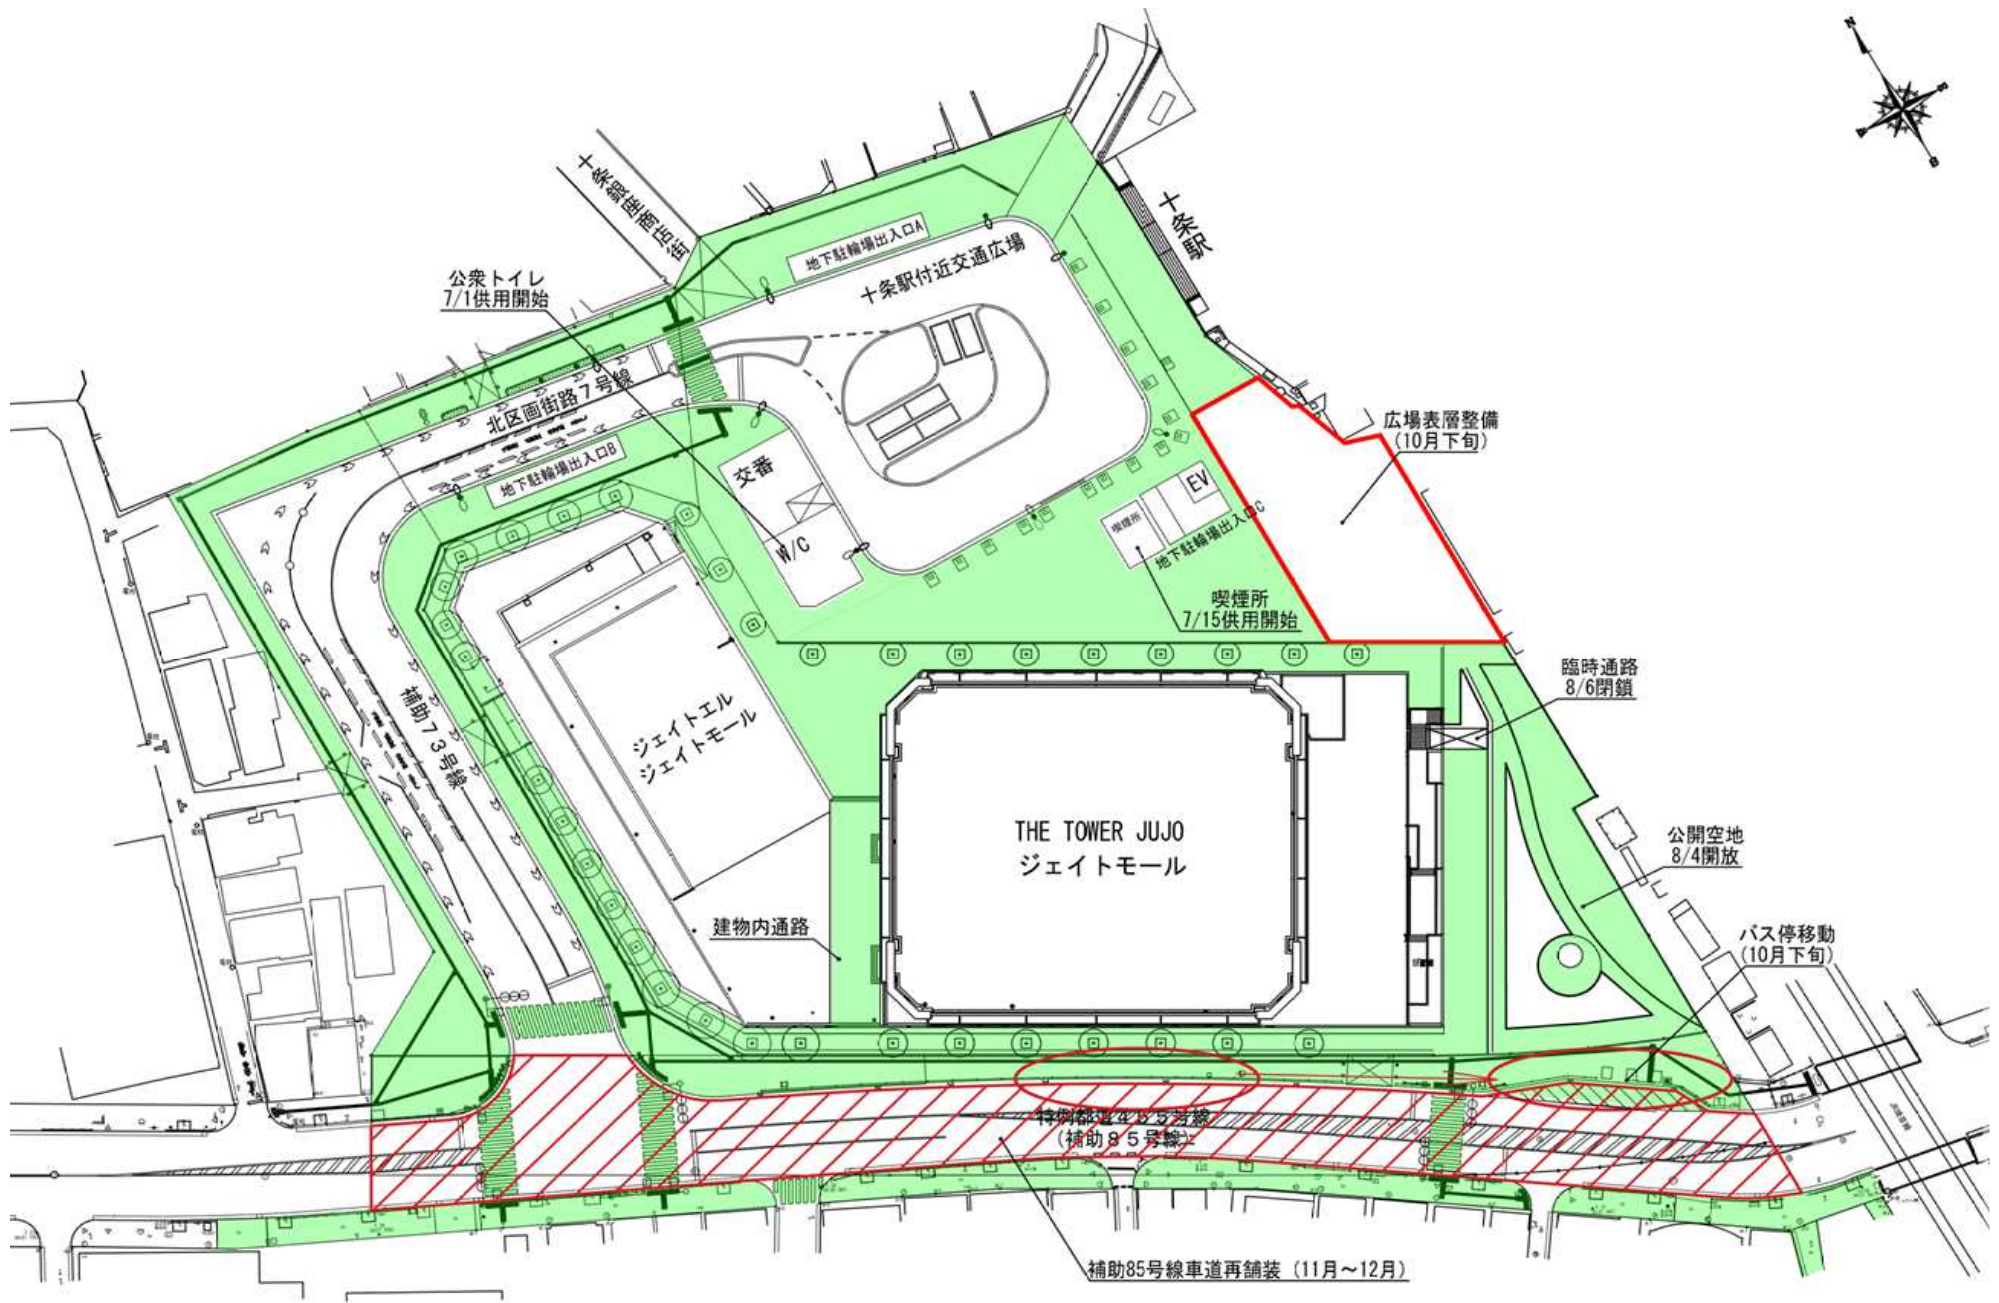 N
十条銀座商店街
十条駅
地下駐輪場出入口A
公衆トイレ
7/1供用開始
十条駅付近交通広場
北区画街路7号線
広場表層整備
(10月下旬)
地下駐輪場出入口B
交番
EV
喫煙所
W/C
地下駐輪場出入口C
喫煙所
7/15供用開始
臨時通路
8/6閉鎖
補助73号線
ジェイトエル
ジェイトモール
THE TOWER JUJO
ジェイトモール
公開空地
8/4開放
建物内通路
バス停移動
(10月下旬)
特例都道455号線
(補助85号線)
補助85号線車道再舗装 (11月～12月)